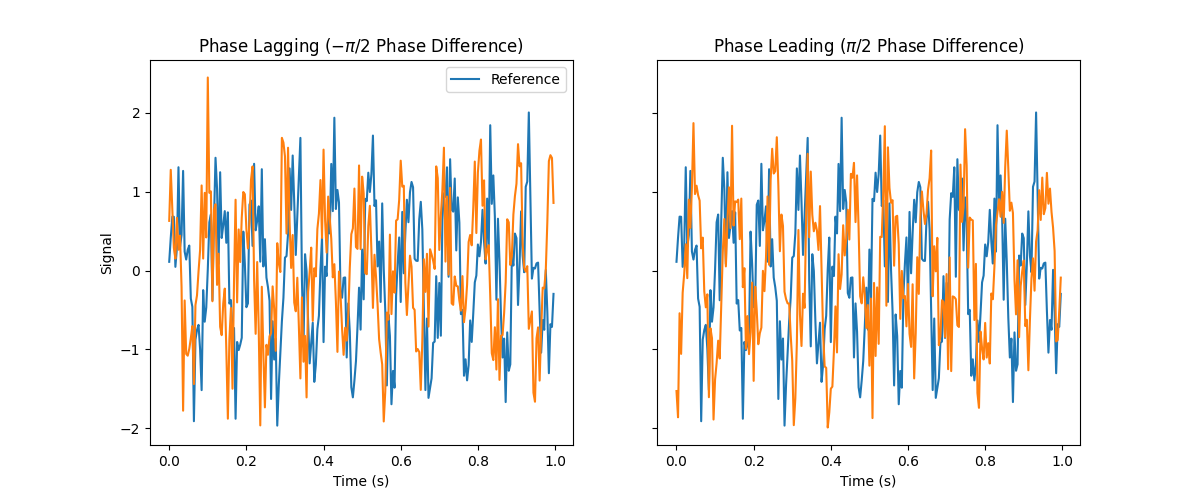 Phase Lagging (−π/2 Phase Difference)
Phase Leading (π/2 Phase Difference)
Reference
Signal
2
1
0
−1
−2
0.0 0.2 0.4 0.6 0.8 1.0
0.0 0.2 0.4 0.6 0.8 1.0
Time (s)
Time (s)